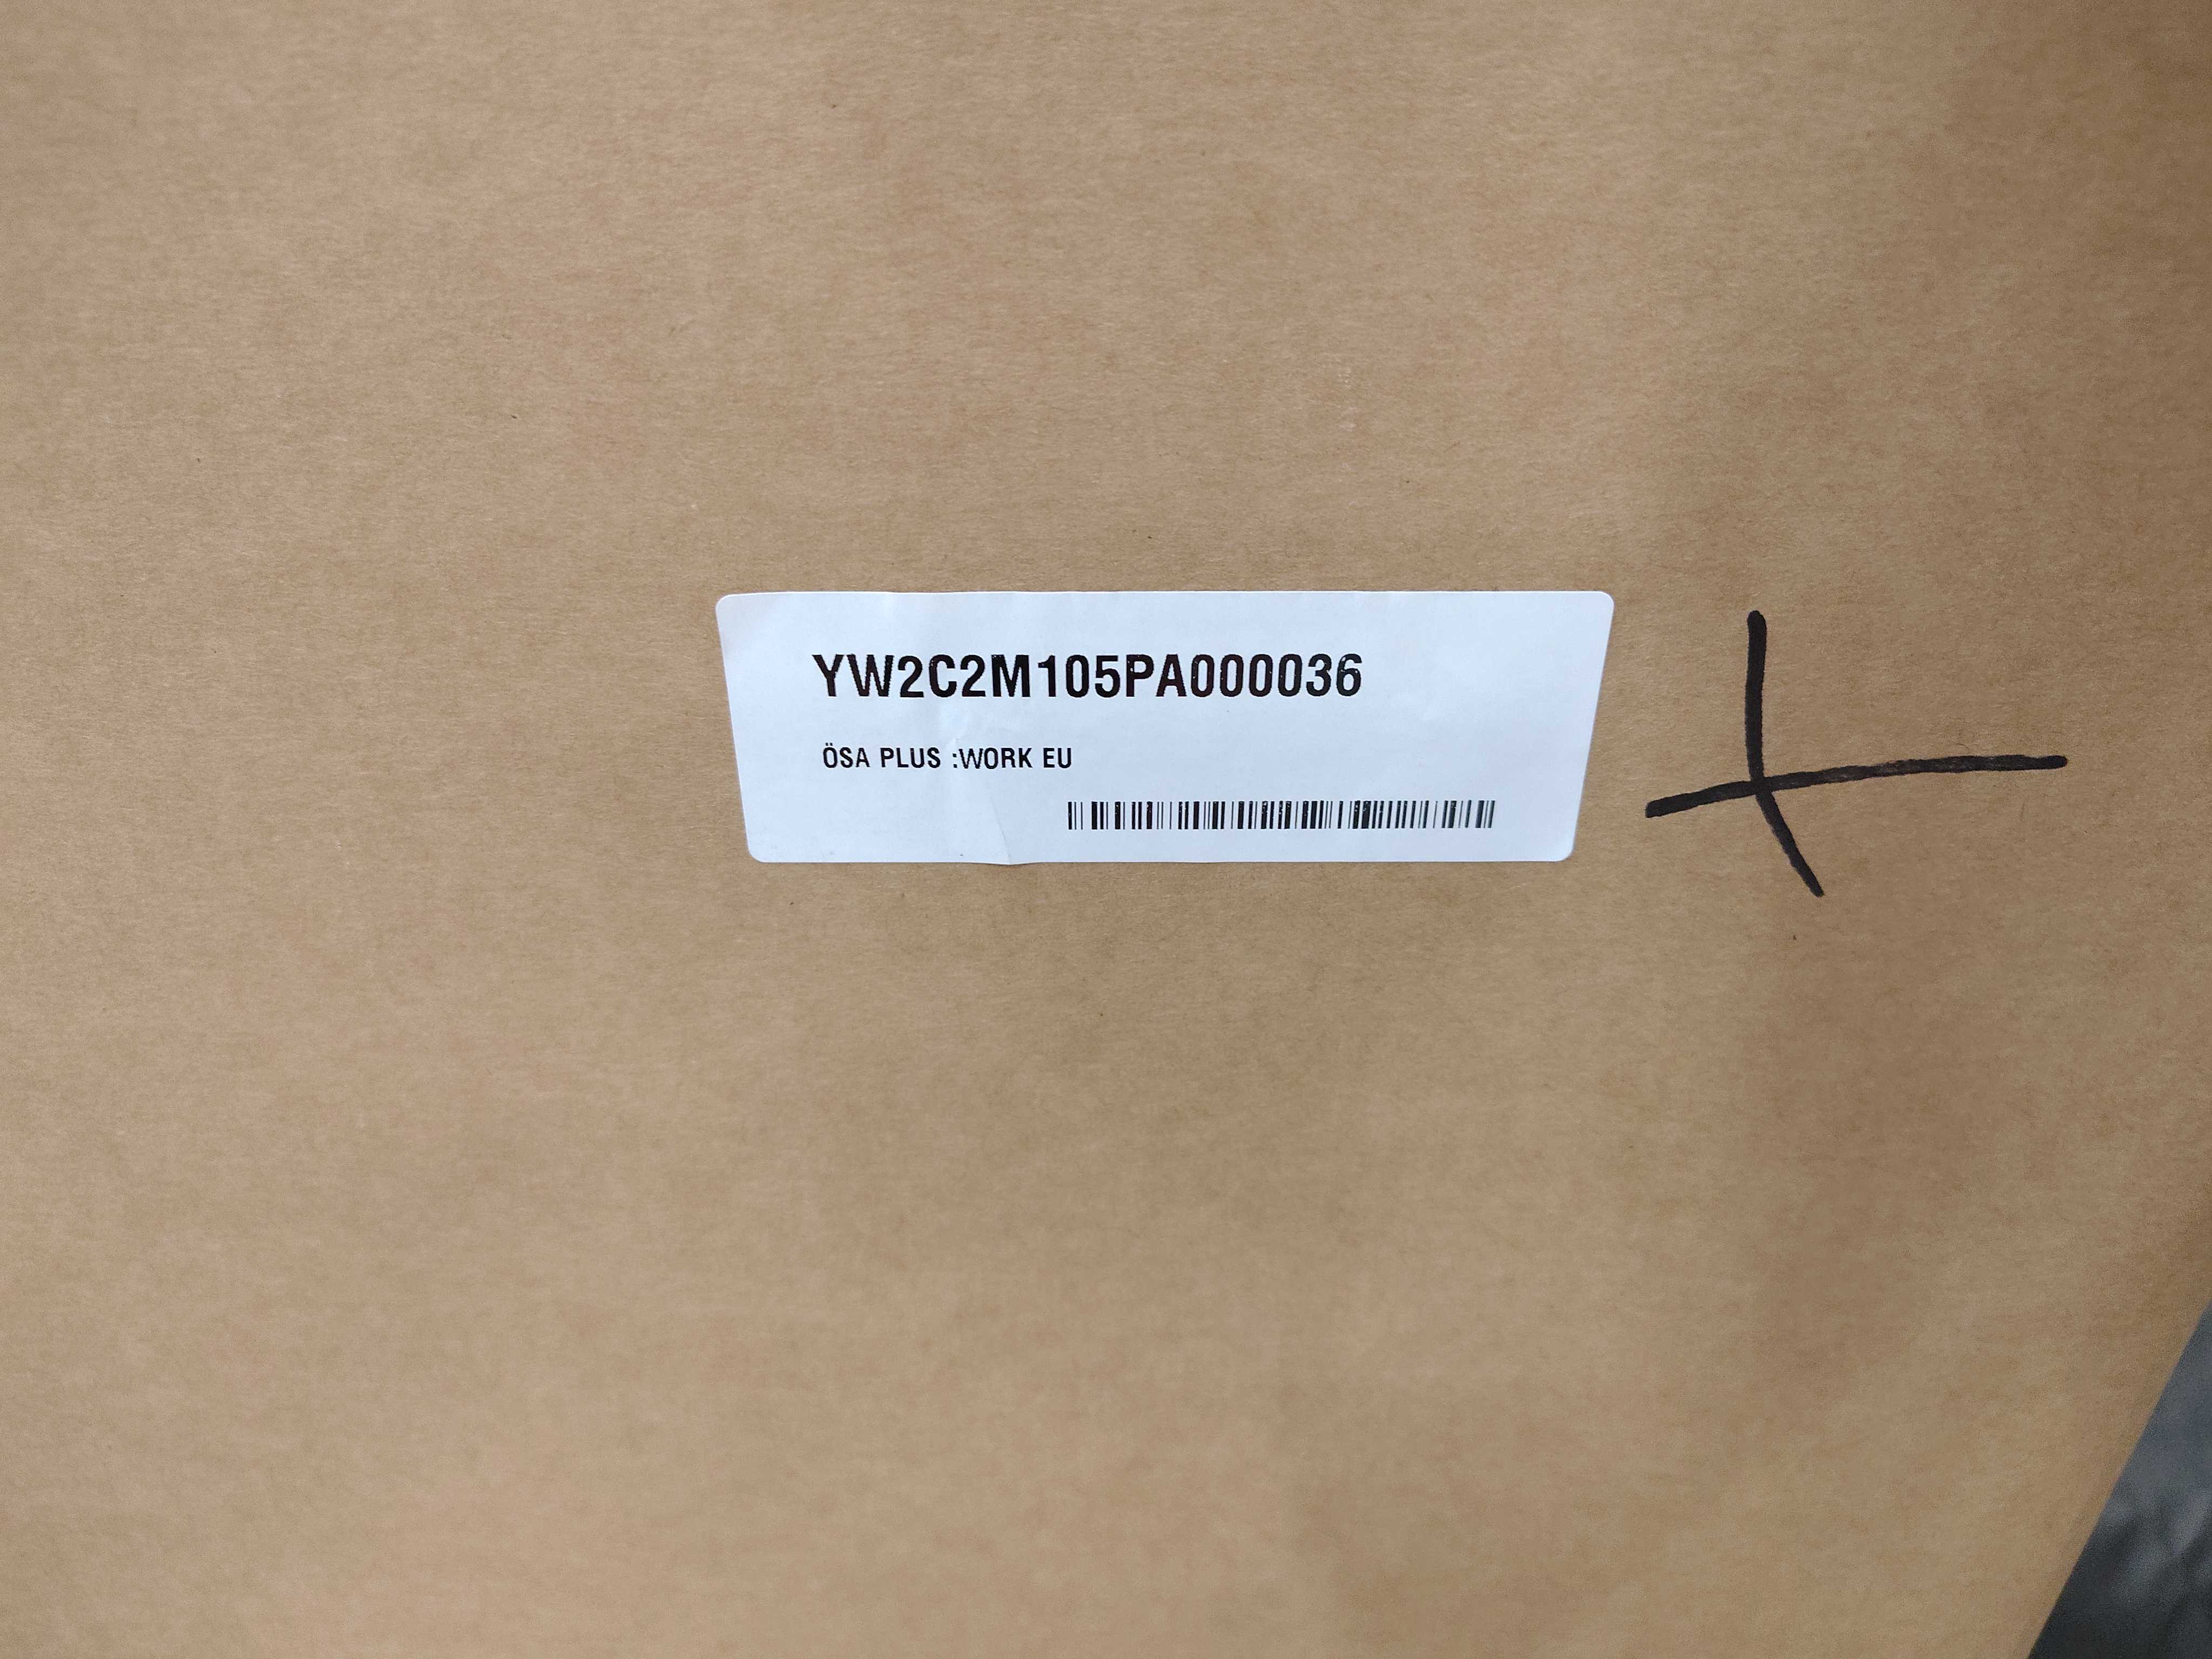 YW2C2M105PA000036
ÖSA PLUS :WORK EU